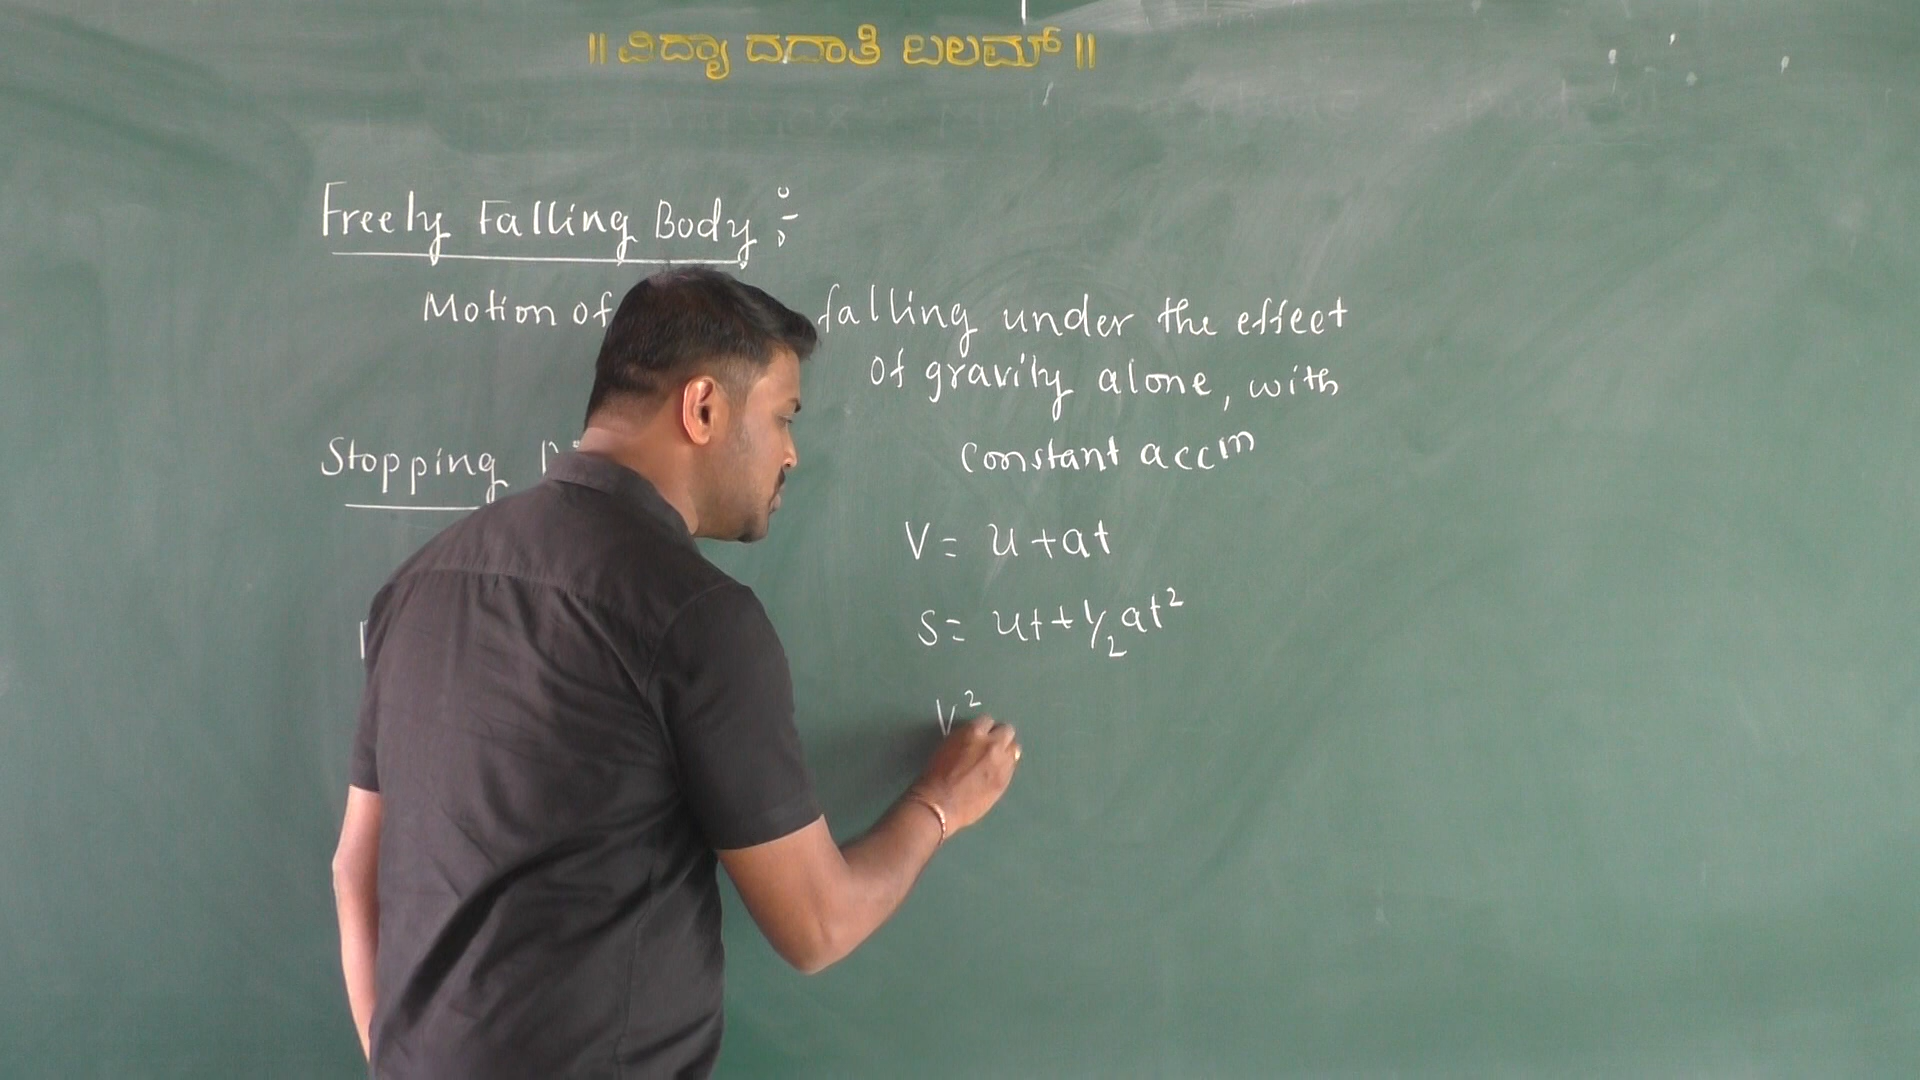 ॥ ವಿದ್ಯಾ ದದಾತಿ ಬಲಮ್ ॥
Freely Falling Body :-
Motion of falling under the effect
of gravity alone, with
constant accⁿ
Stopping
V = u+at
S = ut+½at²
V²